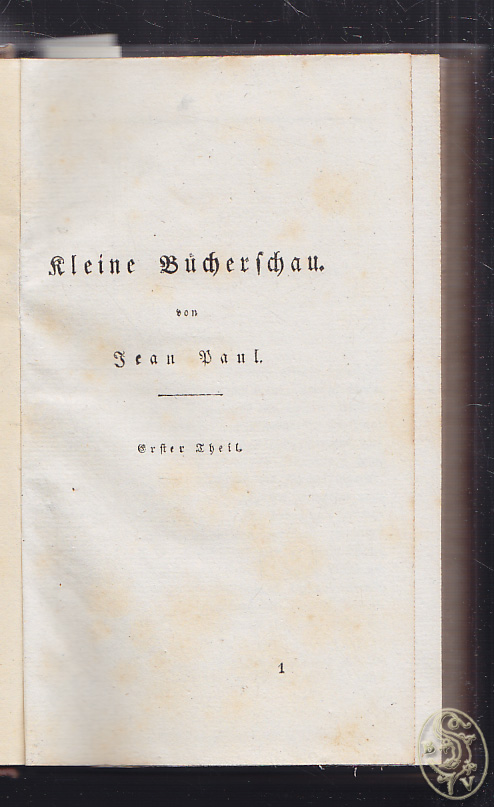 Kleine Bücherschau.
von
Jean Paul.
Erster Theil.
1